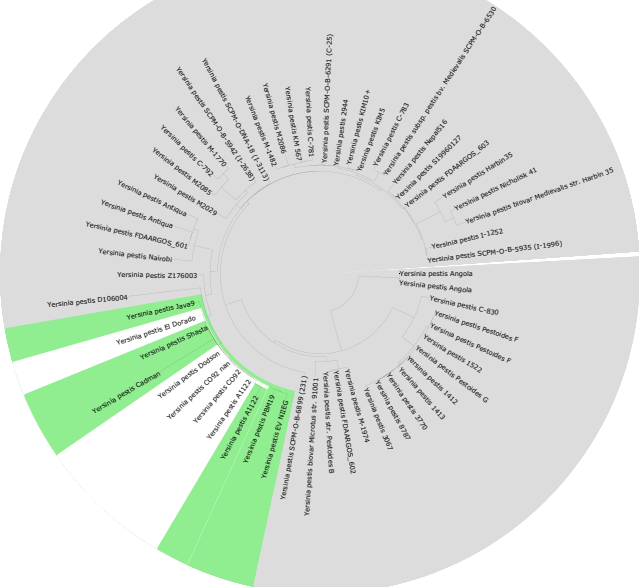 Yersinia pestis SCPM-O-B-6291 (C-25)
Yersinia pestis 2944
Yersinia pestis KIM10+
Yersinia pestis KIM5
Yersinia pestis C-783
Yersinia pestis subsp. pestis bv. Medievalis SCPM-O-B-6530
Yersinia pestis Nepal516
Yersinia pestis S19960127
Yersinia pestis FDAARGOS_603
Yersinia pestis Harbin35
Yersinia pestis Nicholisk 41
Yersinia pestis biovar Medievalis str. Harbin 35
Yersinia pestis I-1252
Yersinia pestis SCPM-O-B-5935 (I-1996)
Yersinia pestis Angola
Yersinia pestis Angola
Yersinia pestis C-830
Yersinia pestis Pestoides F
Yersinia pestis Pestoides F
Yersinia pestis 1522
Yersinia pestis Pestoides G
Yersinia pestis 1412
Yersinia pestis 1413
Yersinia pestis 3770
Yersinia pestis 8787
Yersinia pestis 3067
Yersinia pestis M-1974
Yersinia pestis FDAARGOS_602
Yersinia pestis str. Pestoides B
Yersinia pestis biovar Microtus str. 91001
Yersinia pestis SCPM-O-B-6899 (231)
Yersinia pestis EV NIIEG
Yersinia pestis PBM19
Yersinia pestis A1122
Yersinia pestis A1122
Yersinia pestis CO92
Yersinia pestis CO92 nas
Yersinia pestis Dodson
Yersinia pestis Cadman
Yersinia pestis Shasta
Yersinia pestis El Dorado
Yersinia pestis Java9
Yersinia pestis D106004
Yersinia pestis Z176003
Yersinia pestis Nairobi
Yersinia pestis FDAARGOS_601
Yersinia pestis Antiqua
Yersinia pestis Antiqua
Yersinia pestis M2029
Yersinia pestis M2085
Yersinia pestis C-792
Yersinia pestis M-1770
Yersinia pestis SCPM-O-B-5942 (I-2638)
Yersinia pestis SCPM-O-DNA-18 (I-3113)
Yersinia pestis M-1482
Yersinia pestis M2086
Yersinia pestis KM 567
Yersinia pestis C-781